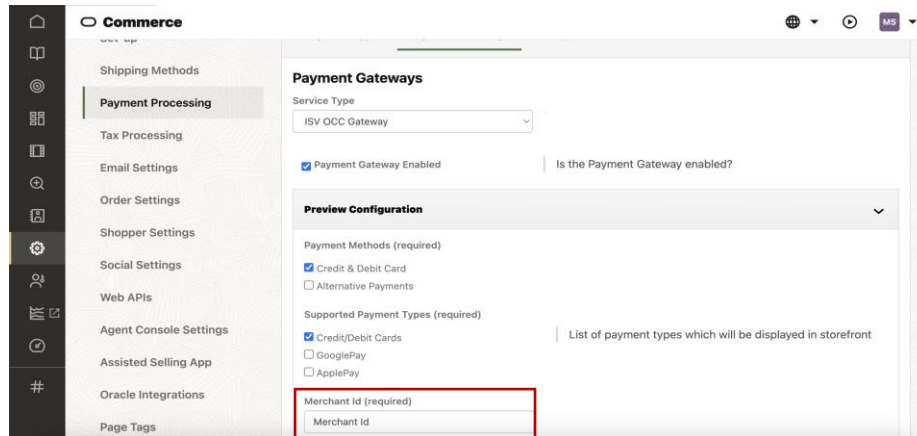 Commerce
MS
Set-up
Shipping Methods
Payment Processing
Tax Processing
Email Settings
Order Settings
Shopper Settings
Social Settings
Web APIs
Agent Console Settings
Assisted Selling App
Oracle Integrations
Page Tags
Payment Gateways
Service Type
ISV OCC Gateway
Payment Gateway Enabled
Is the Payment Gateway enabled?
Preview Configuration
Payment Methods (required)
Credit & Debit Card
Alternative Payments
Supported Payment Types (required)
Credit/Debit Cards
List of payment types which will be displayed in storefront
GooglePay
ApplePay
Merchant Id (required)
Merchant Id